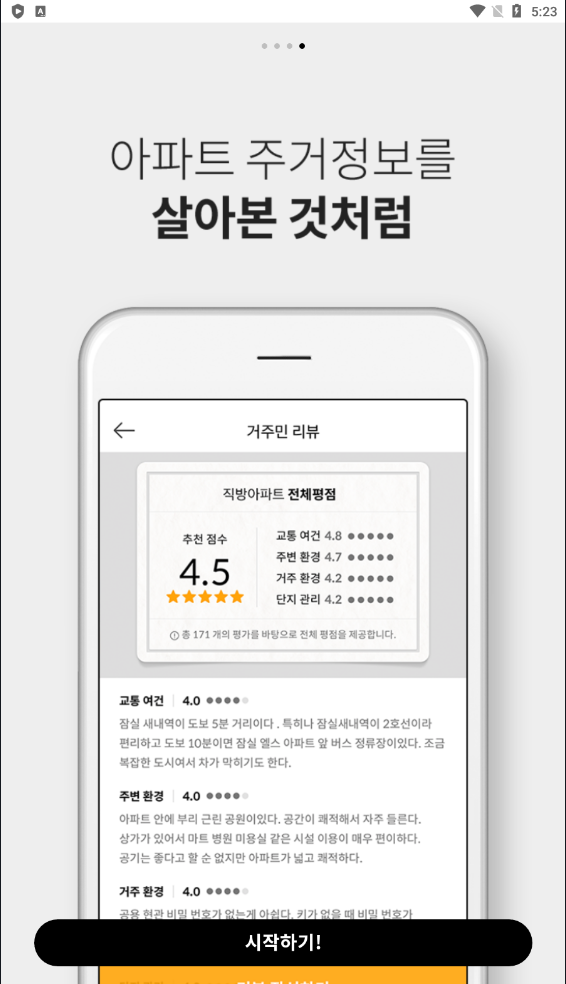 5:23
아파트 주거정보를
살아본 것처럼
거주민 리뷰
직방아파트 전체평점
추천 점수
4.5
교통 여건 4.8
주변 환경 4.7
거주 환경 4.2
단지 관리 4.2
총 171 개의 평가를 바탕으로 전체 평점을 제공합니다.
교통 여건 4.0
잠실 새내역이 도보 5분 거리이다 . 특히나 잠실새내역이 2호선이라
편리하고 도보 10분이면 잠실 엘스 아파트 앞 버스 정류장이있다. 조금
복잡한 도시여서 차가 막히기도 한다.
주변 환경 4.0
아파트 안에 부리 근린 공원이있다. 공간이 쾌적해서 자주 들른다.
상가가 있어서 마트 병원 미용실 같은 시설 이용이 매우 편이하다.
공기는 좋다고 할 순 없지만 아파트가 넓고 쾌적하다.
거주 환경 4.0
공용 현관 비밀 번호가 없는게 아쉽다. 키가 없을 때 비밀 번호가
시작하기!